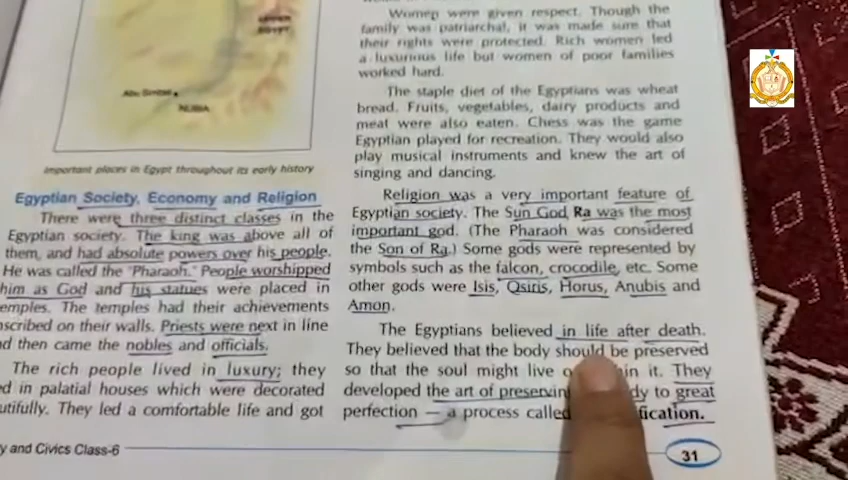 UPPER
EGYPT
Abu Simbel
NUBIA
Important places in Egypt throughout its early history
Egyptian Society, Economy and Religion
There were three distinct classes in the
Egyptian society. The king was above all of
them, and had absolute powers over his people.
He was called the 'Pharaoh.' People worshipped
him as God and his statues were placed in
emples. The temples had their achievements
nscribed on their walls. Priests were next in line
nd then came the nobles and officials.
The rich people lived in luxury; they
ed in palatial houses which were decorated
utifully. They led a comfortable life and got
y and Civics Class-6
Women were given respect. Though the
family was patriarchal, it was made sure that
their rights were protected. Rich women led
a luxurious life but women of poor families
worked hard.
The staple diet of the Egyptians was wheat
bread. Fruits, vegetables, dairy products and
meat were also eaten. Chess was the game
Egyptian played for recreation. They would also
play musical instruments and knew the art of
singing and dancing.
Religion was a very important feature of
Egyptian society. The Sun God, Ra was the most
important god. (The Pharaoh was considered
the Son of Ra.) Some gods were represented by
symbols such as the falcon, crocodile, etc. Some
other gods were Isis, Osiris, Horus, Anubis and
Amon.
The Egyptians believed in life after death.
They believed that the body should be preserved
so that the soul might live in it. They
developed the art of preserving dy to great
perfection — a process called fication.
31